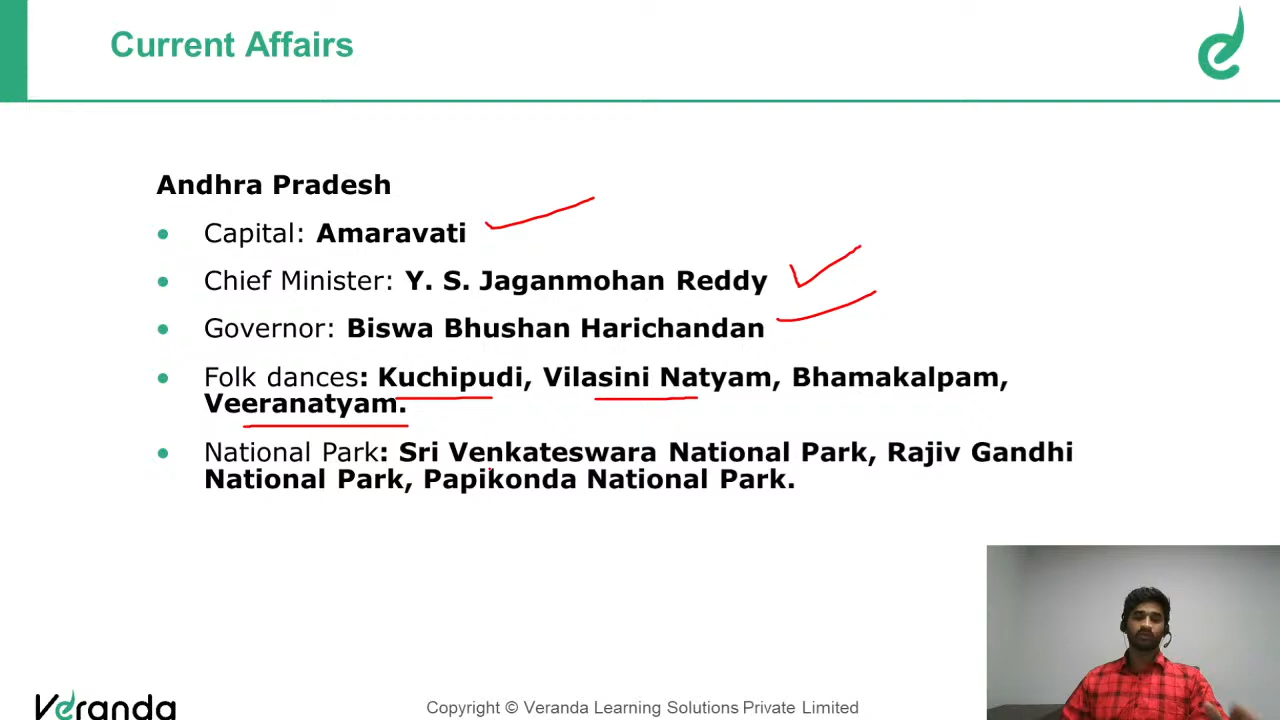 Current Affairs
Andhra Pradesh
• Capital: Amaravati
• Chief Minister: Y. S. Jaganmohan Reddy
• Governor: Biswa Bhushan Harichandan
• Folk dances: Kuchipudi, Vilasini Natyam, Bhamakalpam,
Veeranatyam.
• National Park: Sri Venkateswara National Park, Rajiv Gandhi
National Park, Papikonda National Park.
Veranda
Copyright © Veranda Learning Solutions Private Limited